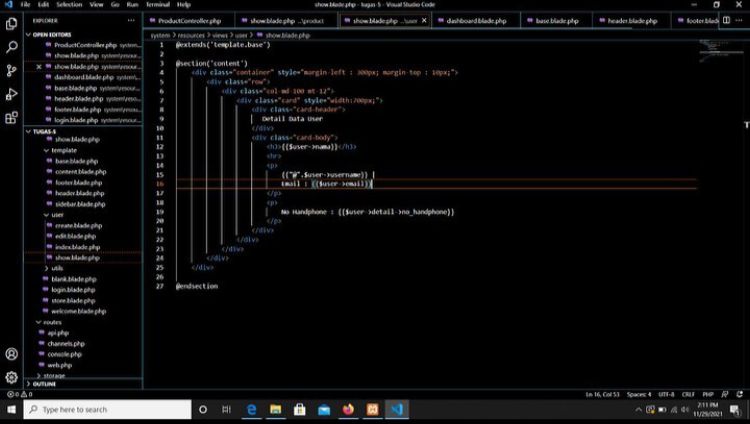 File Edit Selection View Go Run Terminal Help
show.blade.php - tugas-5 - Visual Studio Code
EXPLORER
OPEN EDITORS
ProductController.php system...
show.blade.php system\resour...
show.blade.php system\resour...
dashboard.blade.php system...
base.blade.php system\resour...
header.blade.php system\resour...
footer.blade.php system\resour...
login.blade.php system\resour...
TUGAS-5
show.blade.php
template
base.blade.php
content.blade.php
footer.blade.php
header.blade.php
sidebar.blade.php
user
create.blade.php
edit.blade.php
index.blade.php
show.blade.php
utils
blank.blade.php
login.blade.php
store.blade.php
welcome.blade.php
routes
api.php
channels.php
console.php
web.php
storage
OUTLINE
ProductController.php
show.blade.php ...\product
show.blade.php ...\user
dashboard.blade.php
base.blade.php
header.blade.php
footer.blade
system > resources > views > user > show.blade.php
1 @extends('template.base')
2
3 @section('content')
4 <div class="container" style="margin-left : 300px; margin-top : 10px;">
5 <div class="row">
6 <div class="col-md-100 mt-12">
7 <div class="card" style="width:700px;">
8 <div class="card-header">
9 Detail Data User
10 </div>
11 <div class="card-body">
12 <h3>{{$user->nama}}</h3>
13 <hr>
14 <p>
15 {{"@".$user->username}} |
16 Email : {{$user->email}}
17 </p>
18 <p>
19 No Handphone : {{$user->detail->no_handphone}}
20 </p>
21 </div>
22 </div>
23 </div>
24 </div>
25 </div>
26
27 @endsection
0 0
Ln 16, Col 53 Spaces: 4 UTF-8 CRLF PHP
Type here to search
2:11 PM
11/29/2021